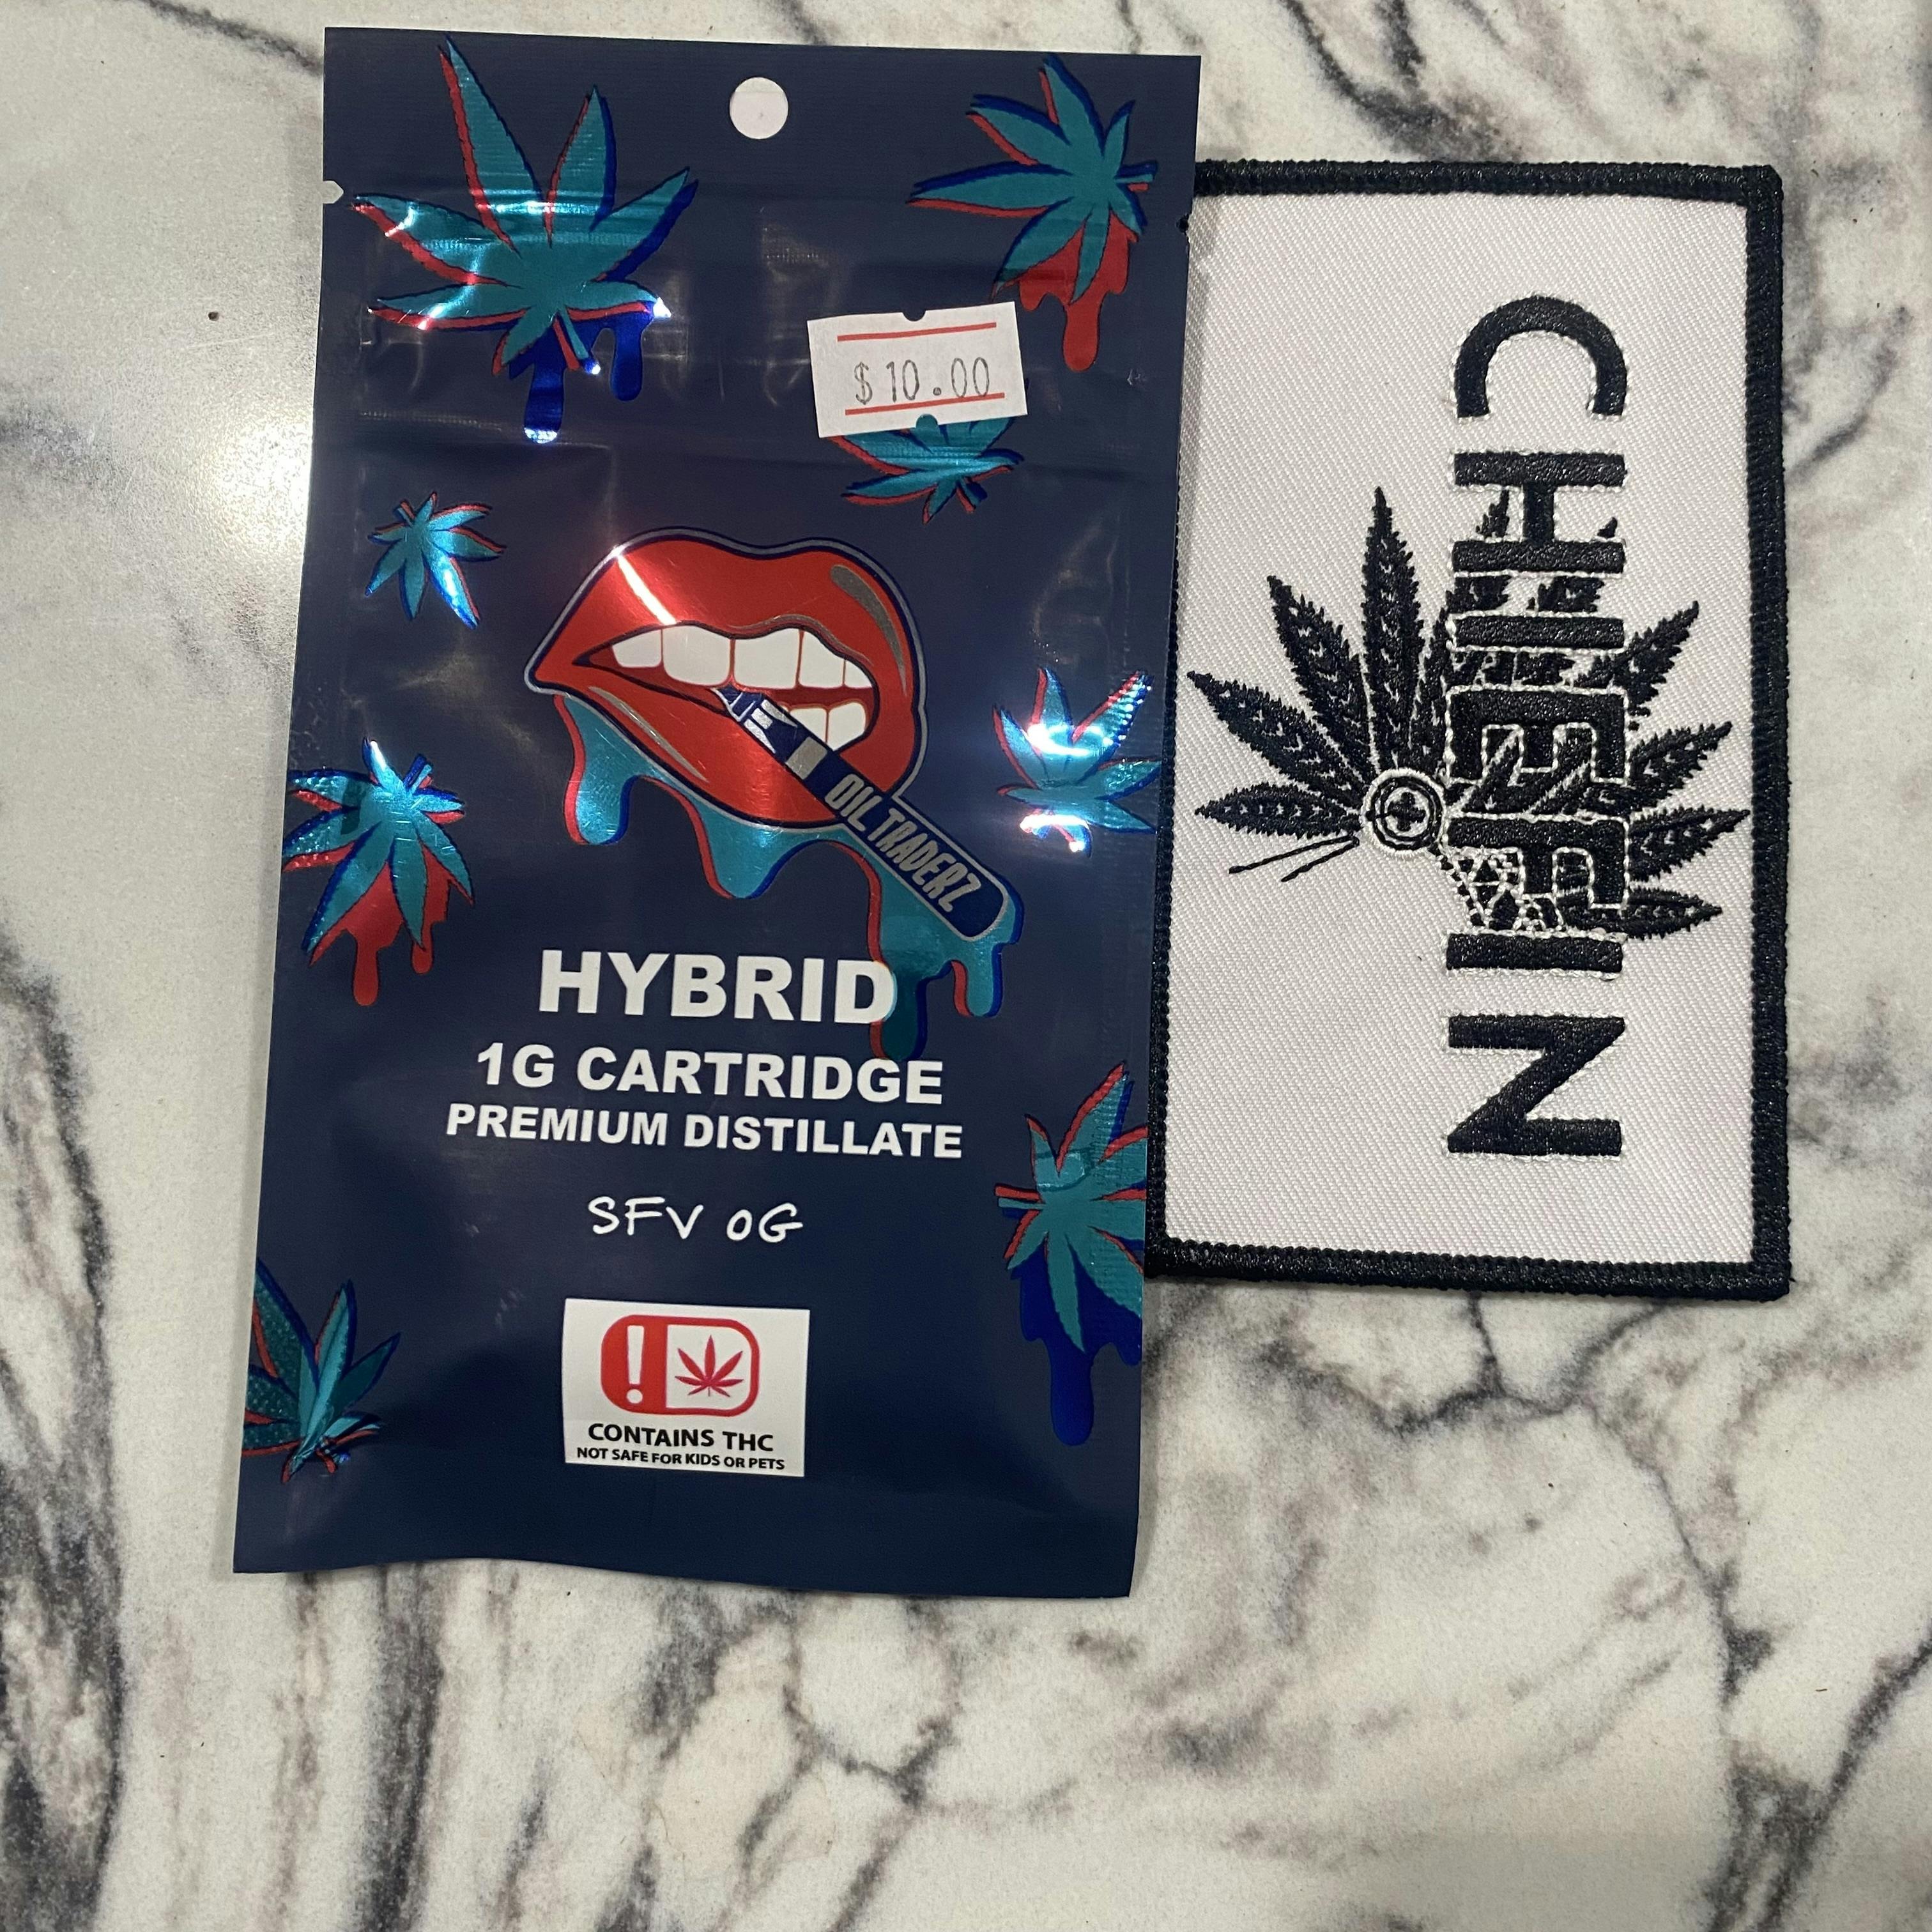 $10.00
OIL TRADERZ
HYBRID
1G CARTRIDGE
PREMIUM DISTILLATE
SFV OG
!
CONTAINS THC
NOT SAFE FOR KIDS OR PETS
CHIEFIN